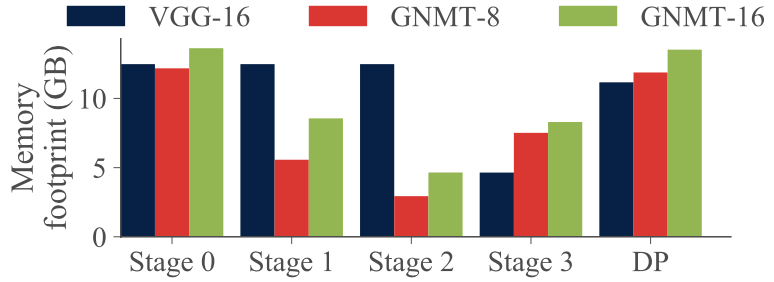 VGG-16 GNMT-8 GNMT-16
Memory
footprint (GB)
10
5
0
Stage 0 Stage 1 Stage 2 Stage 3 DP